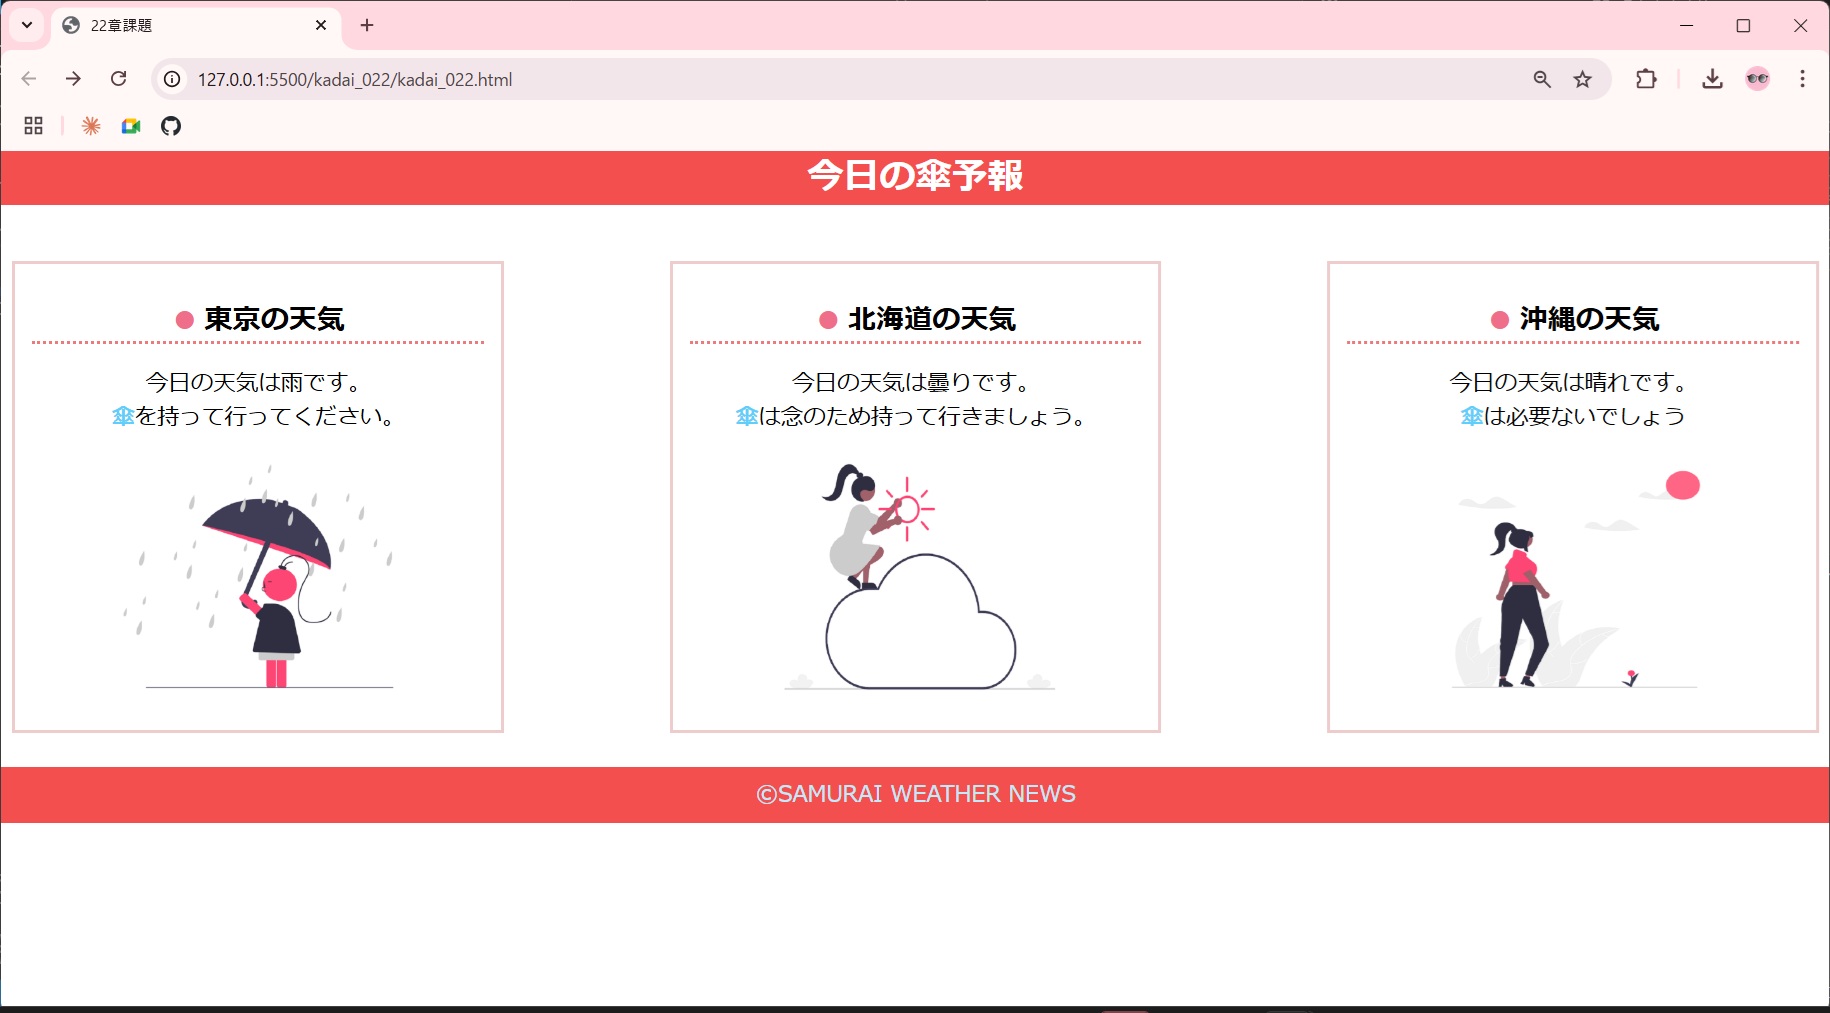 22章課題
127.0.0.1:5500/kadai_022/kadai_022.html
今日の傘予報
東京の天気
今日の天気は雨です。
傘を持って行ってください。
北海道の天気
今日の天気は曇りです。
傘は念のため持って行きましょう。
沖縄の天気
今日の天気は晴れです。
傘は必要ないでしょう
©SAMURAI WEATHER NEWS